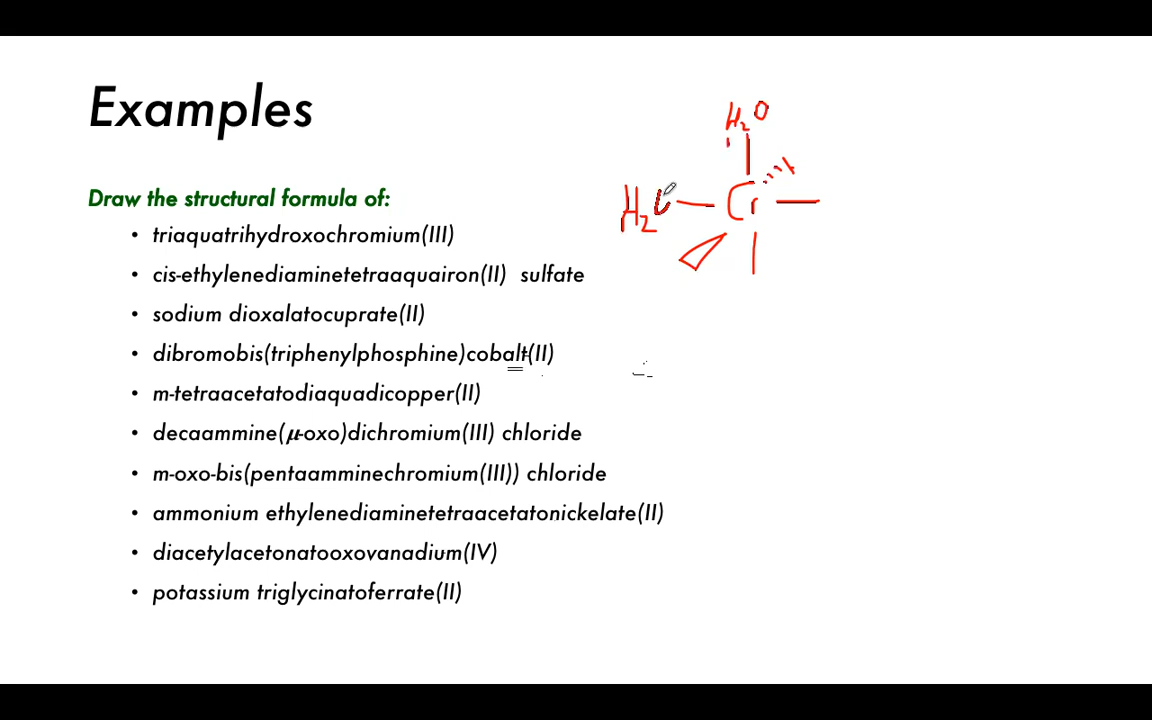 Examples
H₂O
Draw the structural formula of:
H₂O — Cr
• triaquatrihydroxochromium(III)
• cis-ethylenediaminetetraaquairon(II) sulfate
• sodium dioxalatocuprate(II)
• dibromobis(triphenylphosphine)cobalt(II)
• m-tetraacetatodiaquadicopper(II)
• decaammine(μ-oxo)dichromium(III) chloride
• m-oxo-bis(pentaamminechromium(III)) chloride
• ammonium ethylenediaminetetraacetatonickelate(II)
• diacetylacetonatooxovanadium(IV)
• potassium triglycinatoferrate(II)